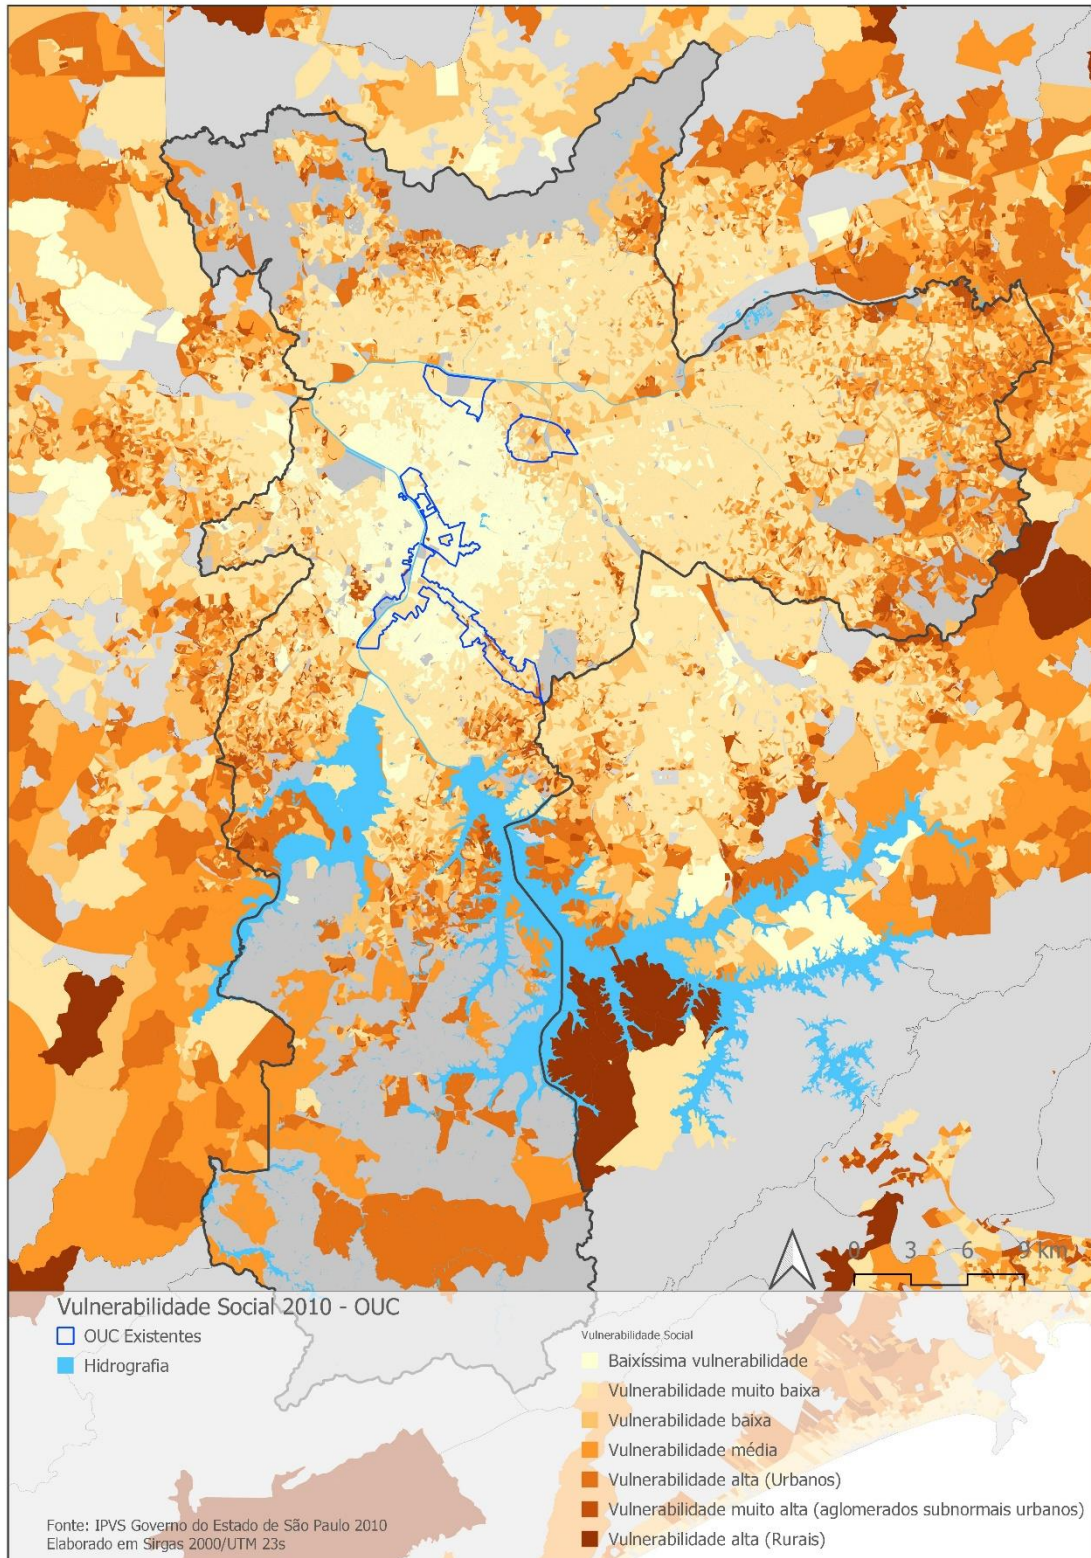 0 3 6 9 km
Vulnerabilidade Social 2010 - OUC
OUC Existentes
Hidrografia
Vulnerabilidade Social
Baixíssima vulnerabilidade
Vulnerabilidade muito baixa
Vulnerabilidade baixa
Vulnerabilidade média
Vulnerabilidade alta (Urbanos)
Vulnerabilidade muito alta (aglomerados subnormais urbanos)
Vulnerabilidade alta (Rurais)
Fonte: IPVS Governo do Estado de São Paulo 2010
Elaborado em Sirgas 2000/UTM 23s